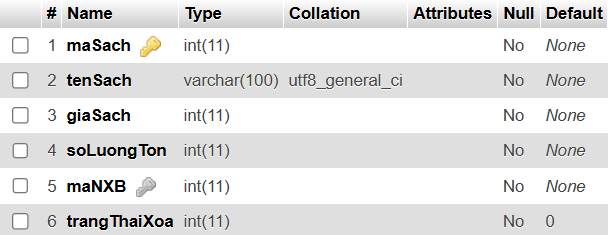 # Name Type Collation Attributes Null Default
1 maSach int(11) No None
2 tenSach varchar(100) utf8_general_ci No None
3 giaSach int(11) No None
4 soLuongTon int(11) No None
5 maNXB int(11) No None
6 trangThaiXoa int(11) No 0